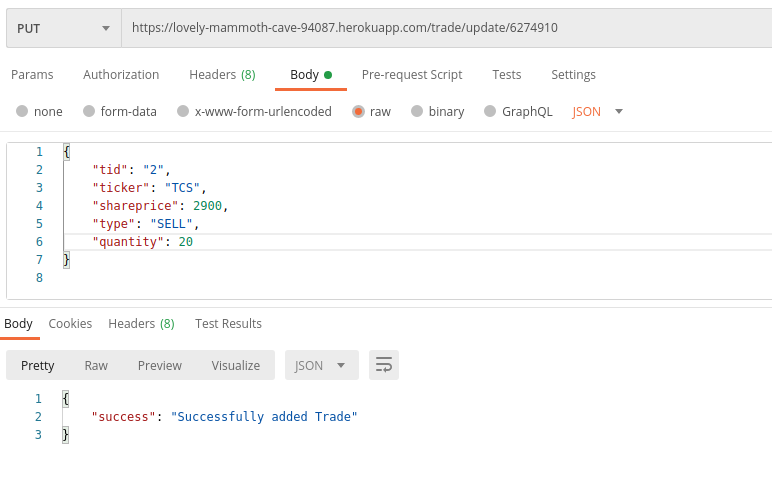 PUT https://lovely-mammoth-cave-94087.herokuapp.com/trade/update/6274910
Params Authorization Headers (8) Body Pre-request Script Tests Settings
none form-data x-www-form-urlencoded raw binary GraphQL JSON
1 {
2 "tid": "2",
3 "ticker": "TCS",
4 "shareprice": 2900,
5 "type": "SELL",
6 "quantity": 20
7 }
8
Body Cookies Headers (8) Test Results
Pretty Raw Preview Visualize JSON
1 {
2 "success": "Successfully added Trade"
3 }